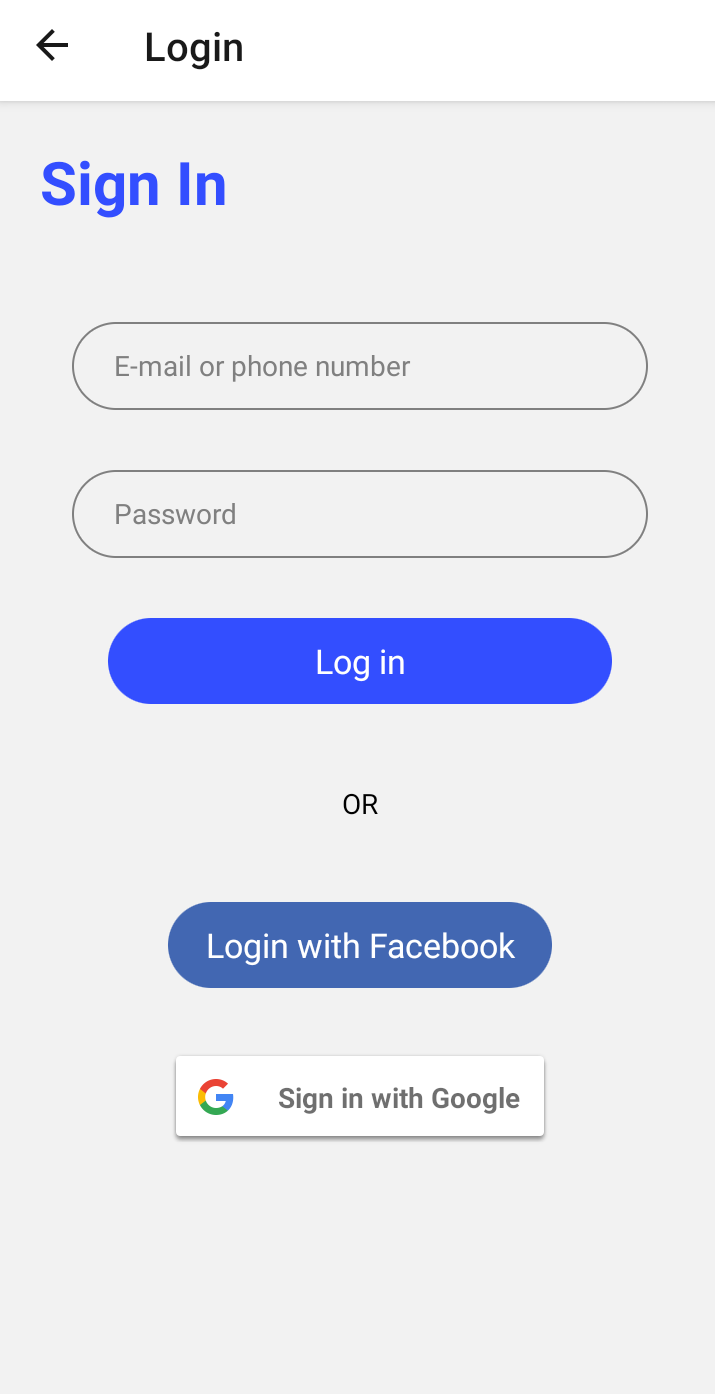 Login
Sign In
E-mail or phone number
Password
Log in
OR
Login with Facebook
Sign in with Google